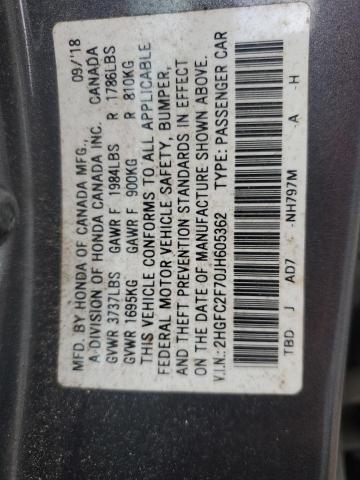 MFD. BY HONDA OF CANADA MFG., 09/'18
A DIVISION OF HONDA CANADA INC. CANADA
GVWR 3737LBS GAWR F 1984LBS R 1786LBS
GVWR 1695KG GAWR F 900KG R 810KG
THIS VEHICLE CONFORMS TO ALL APPLICABLE
FEDERAL MOTOR VEHICLE SAFETY, BUMPER,
AND THEFT PREVENTION STANDARDS IN EFFECT
ON THE DATE OF MANUFACTURE SHOWN ABOVE.
V.I.N.: 2HGFC2F70JH605362 TYPE: PASSENGER CAR
TBD J AD7 -NH797M -A -H